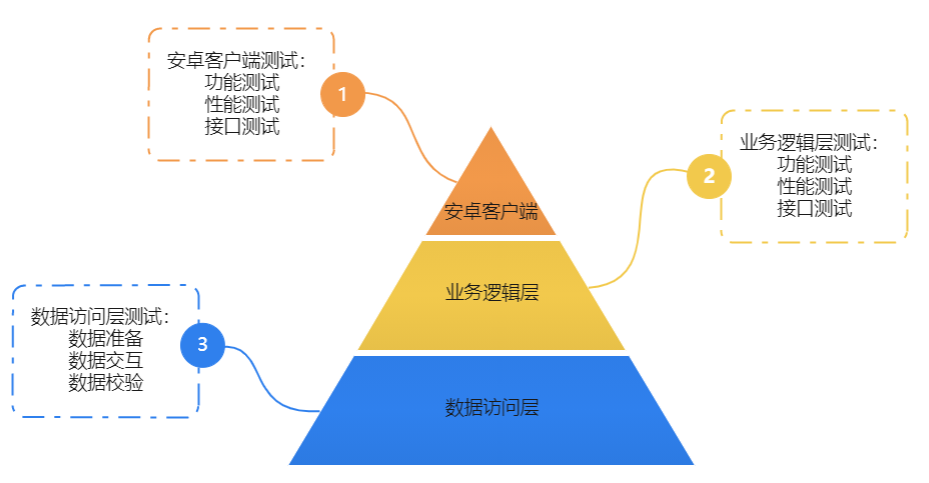 安卓客户端测试：
功能测试
性能测试
接口测试
1
业务逻辑层测试：
功能测试
性能测试
接口测试
2
安卓客户端
业务逻辑层
数据访问层测试：
数据准备
数据交互
数据校验
3
数据访问层